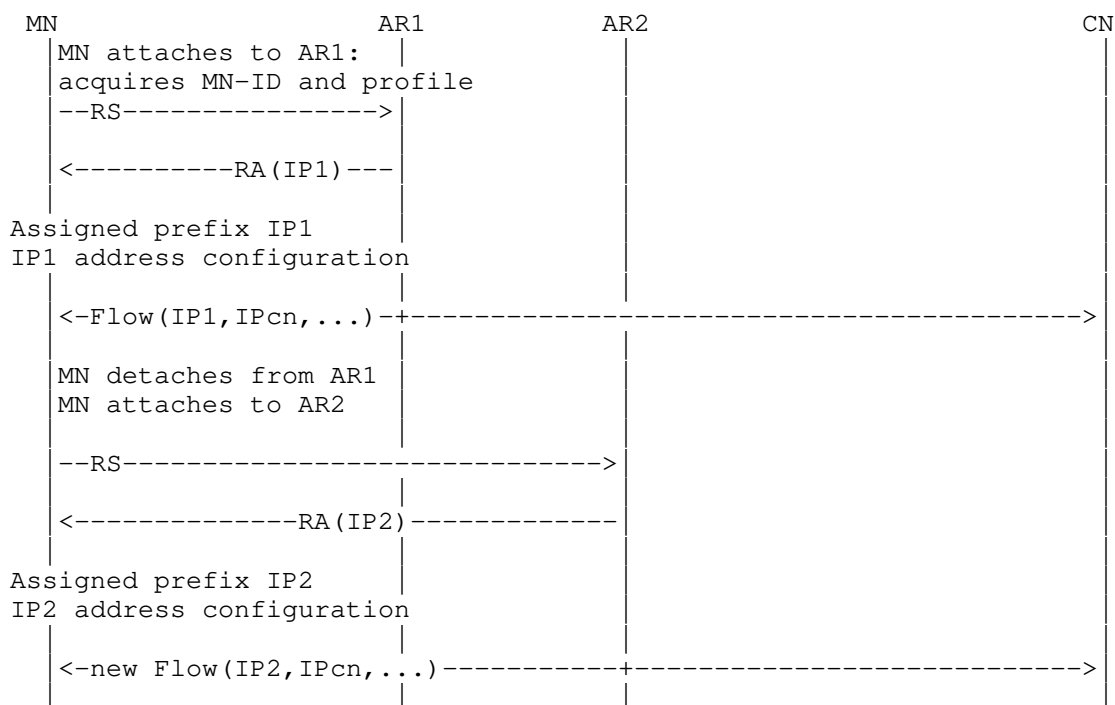 MN AR1 AR2 CN
MN attaches to AR1:
acquires MN-ID and profile
--RS---------------->
<----------RA(IP1)---
Assigned prefix IP1
IP1 address configuration
<-Flow(IP1,IPcn,...)-+------------------------------------------>
MN detaches from AR1
MN attaches to AR2
--RS------------------------------>
<--------------RA(IP2)-------------
Assigned prefix IP2
IP2 address configuration
<-new Flow(IP2,IPcn,...)-----------+---------------------------->